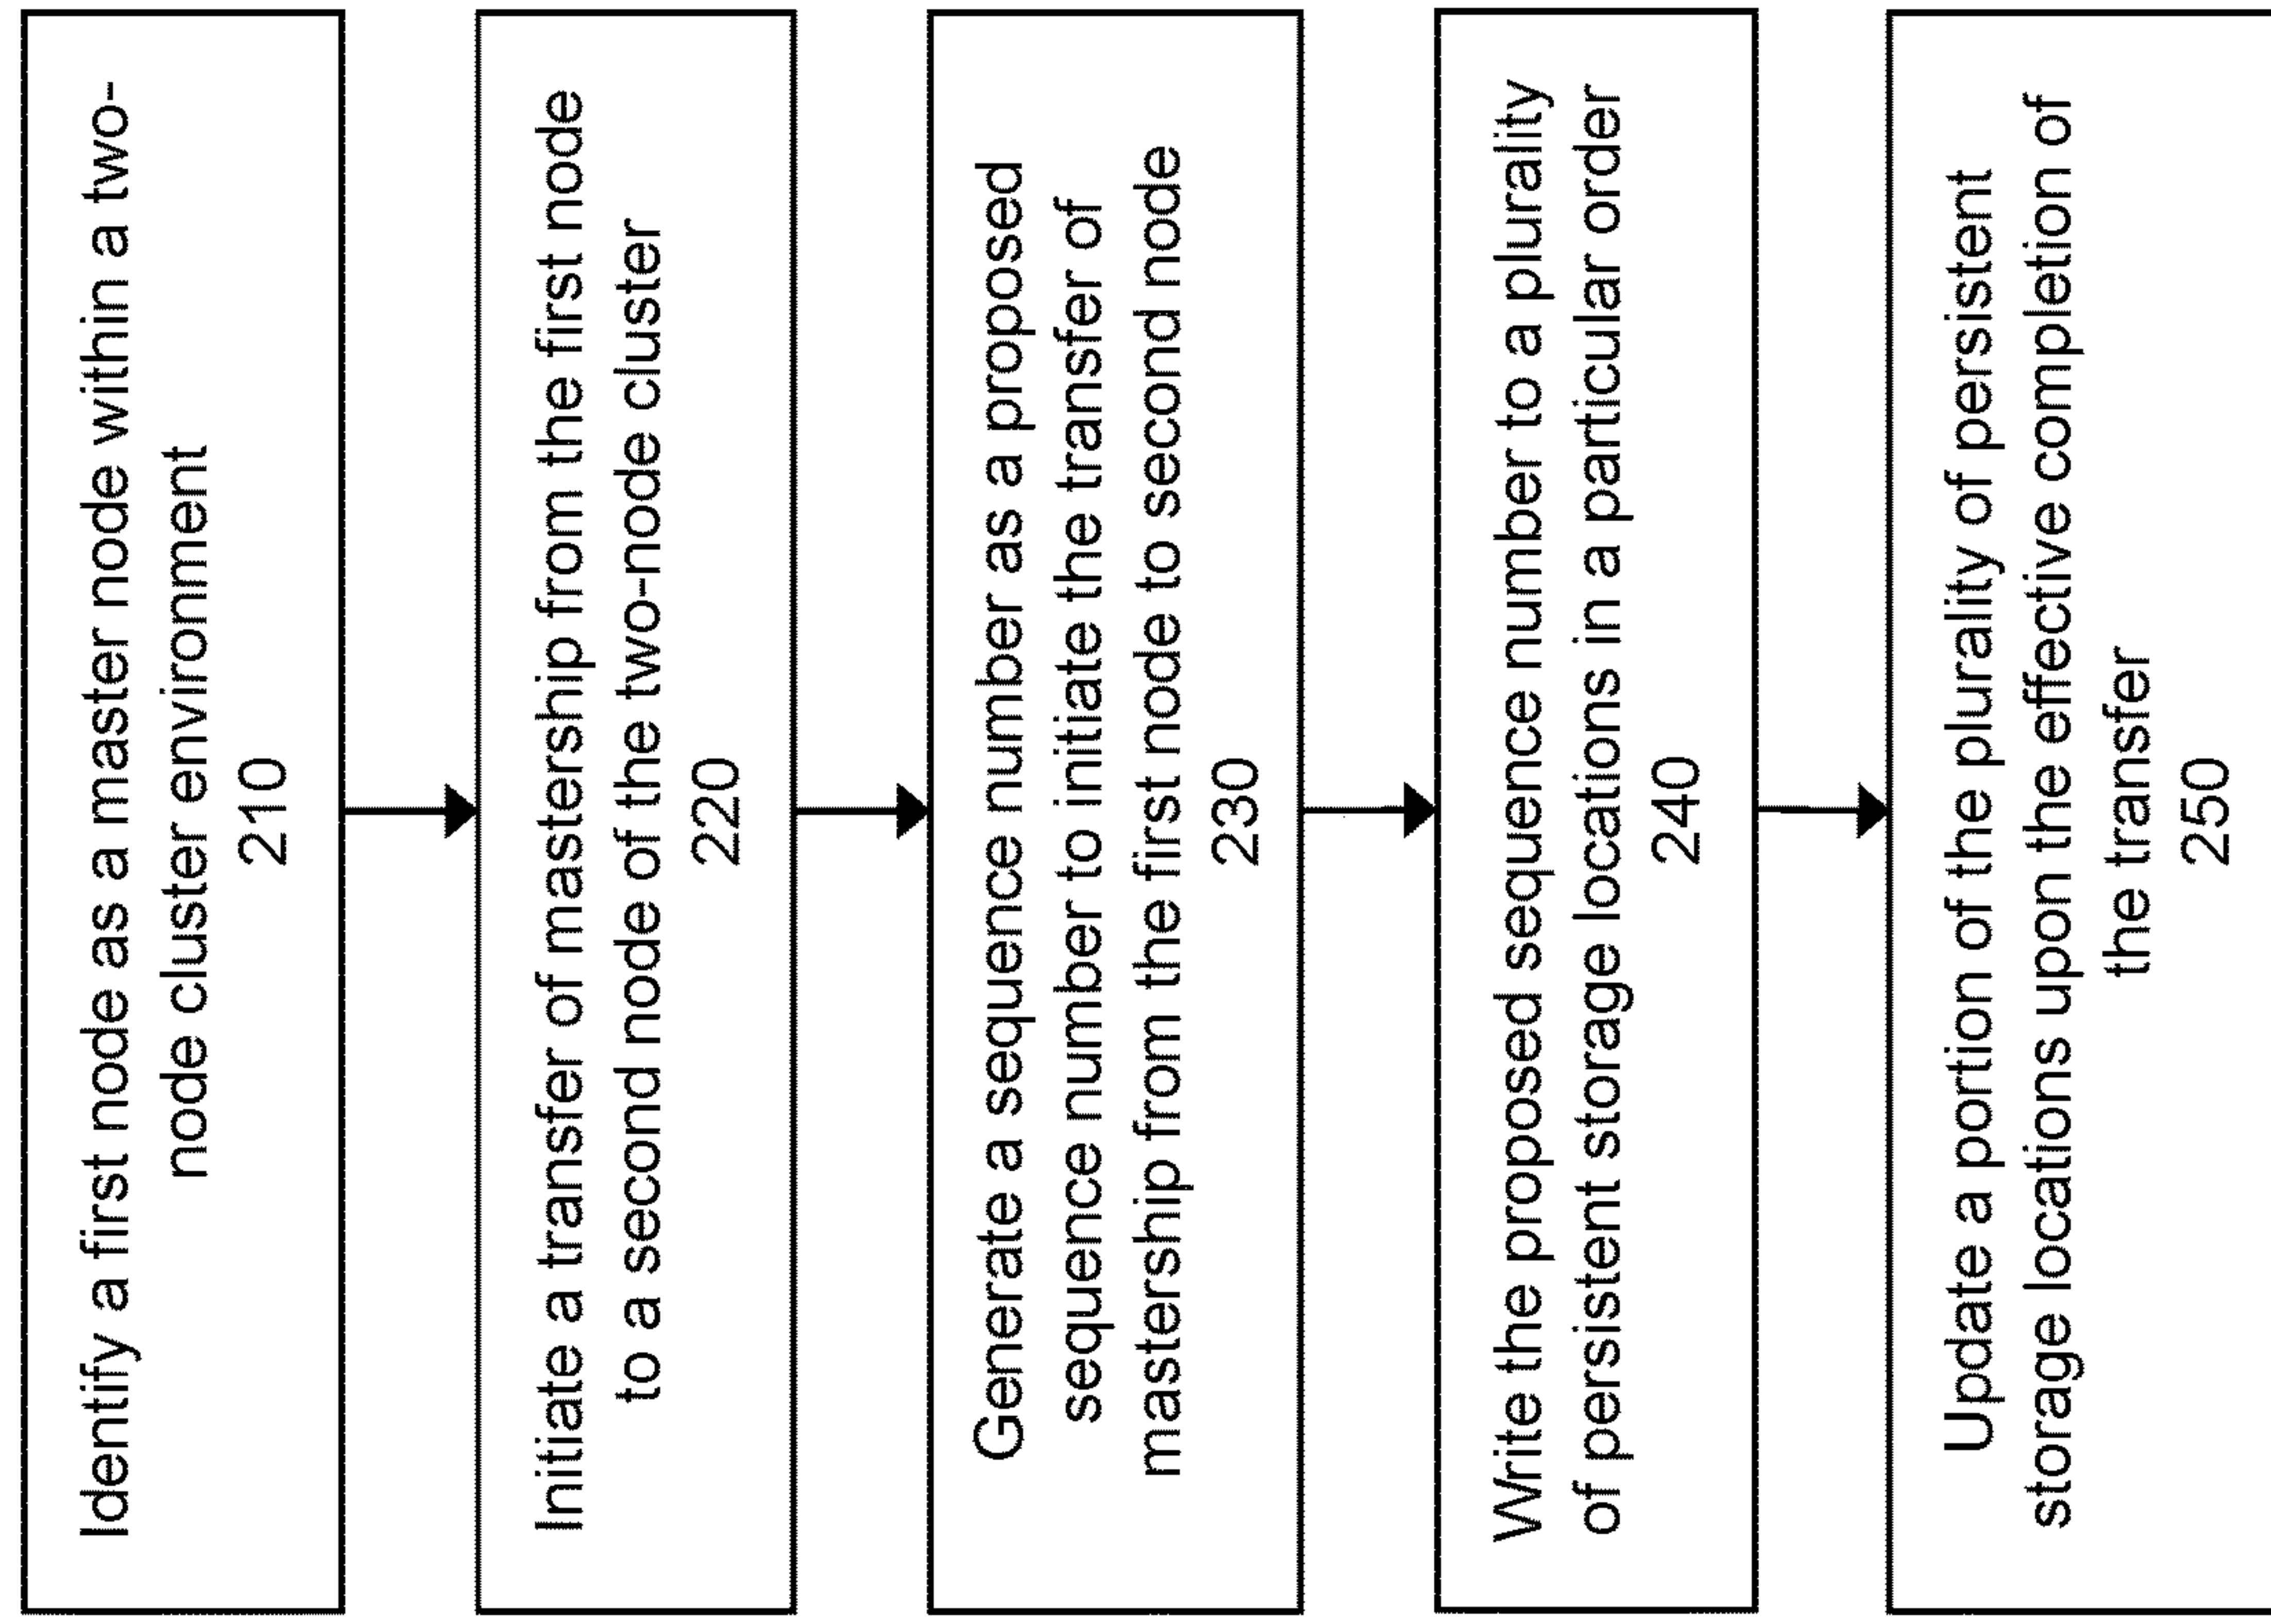 Identify a first node as a master node within a two-
node cluster environment
210
Initiate a transfer of mastership from the first node
to a second node of the two-node cluster
220
Generate a sequence number as a proposed
sequence number to initiate the transfer of
mastership from the first node to second node
230
Write the proposed sequence number to a plurality
of persistent storage locations in a particular order
240
Update a portion of the plurality of persistent
storage locations upon the effective completion of
the transfer
250